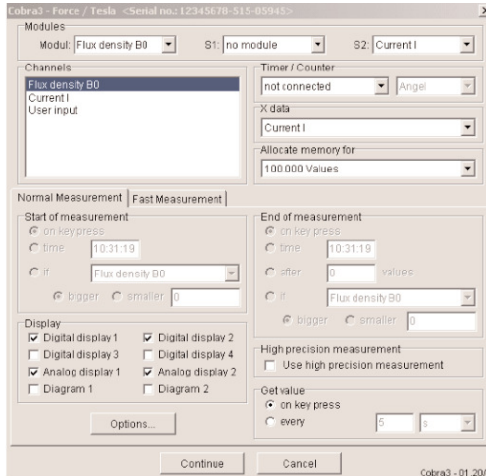 Cobra3 - Force / Tesla <Serial no.: 12345678-515-05945>
Modules
Modul: Flux density B0 S1: no module S2: Current I
Channels
Flux density B0
Current I
User input
Timer / Counter
not connected Angel
X data
Current I
Allocate memory for
100.000 Values
Normal Measurement Fast Measurement
Start of measurement
on key press
time 10:31:19
if Flux density B0
bigger smaller 0
End of measurement
on key press
time 10:31:19
after 0 values
if Flux density B0
bigger smaller 0
Display
Digital display 1 Digital display 2
Digital display 3 Digital display 4
Analog display 1 Analog display 2
Diagram 1 Diagram 2
Options...
High precision measurement
Use high precision measurement
Get value
on key press
every 5 s
Continue Cancel
Cobra3 - 01.20/